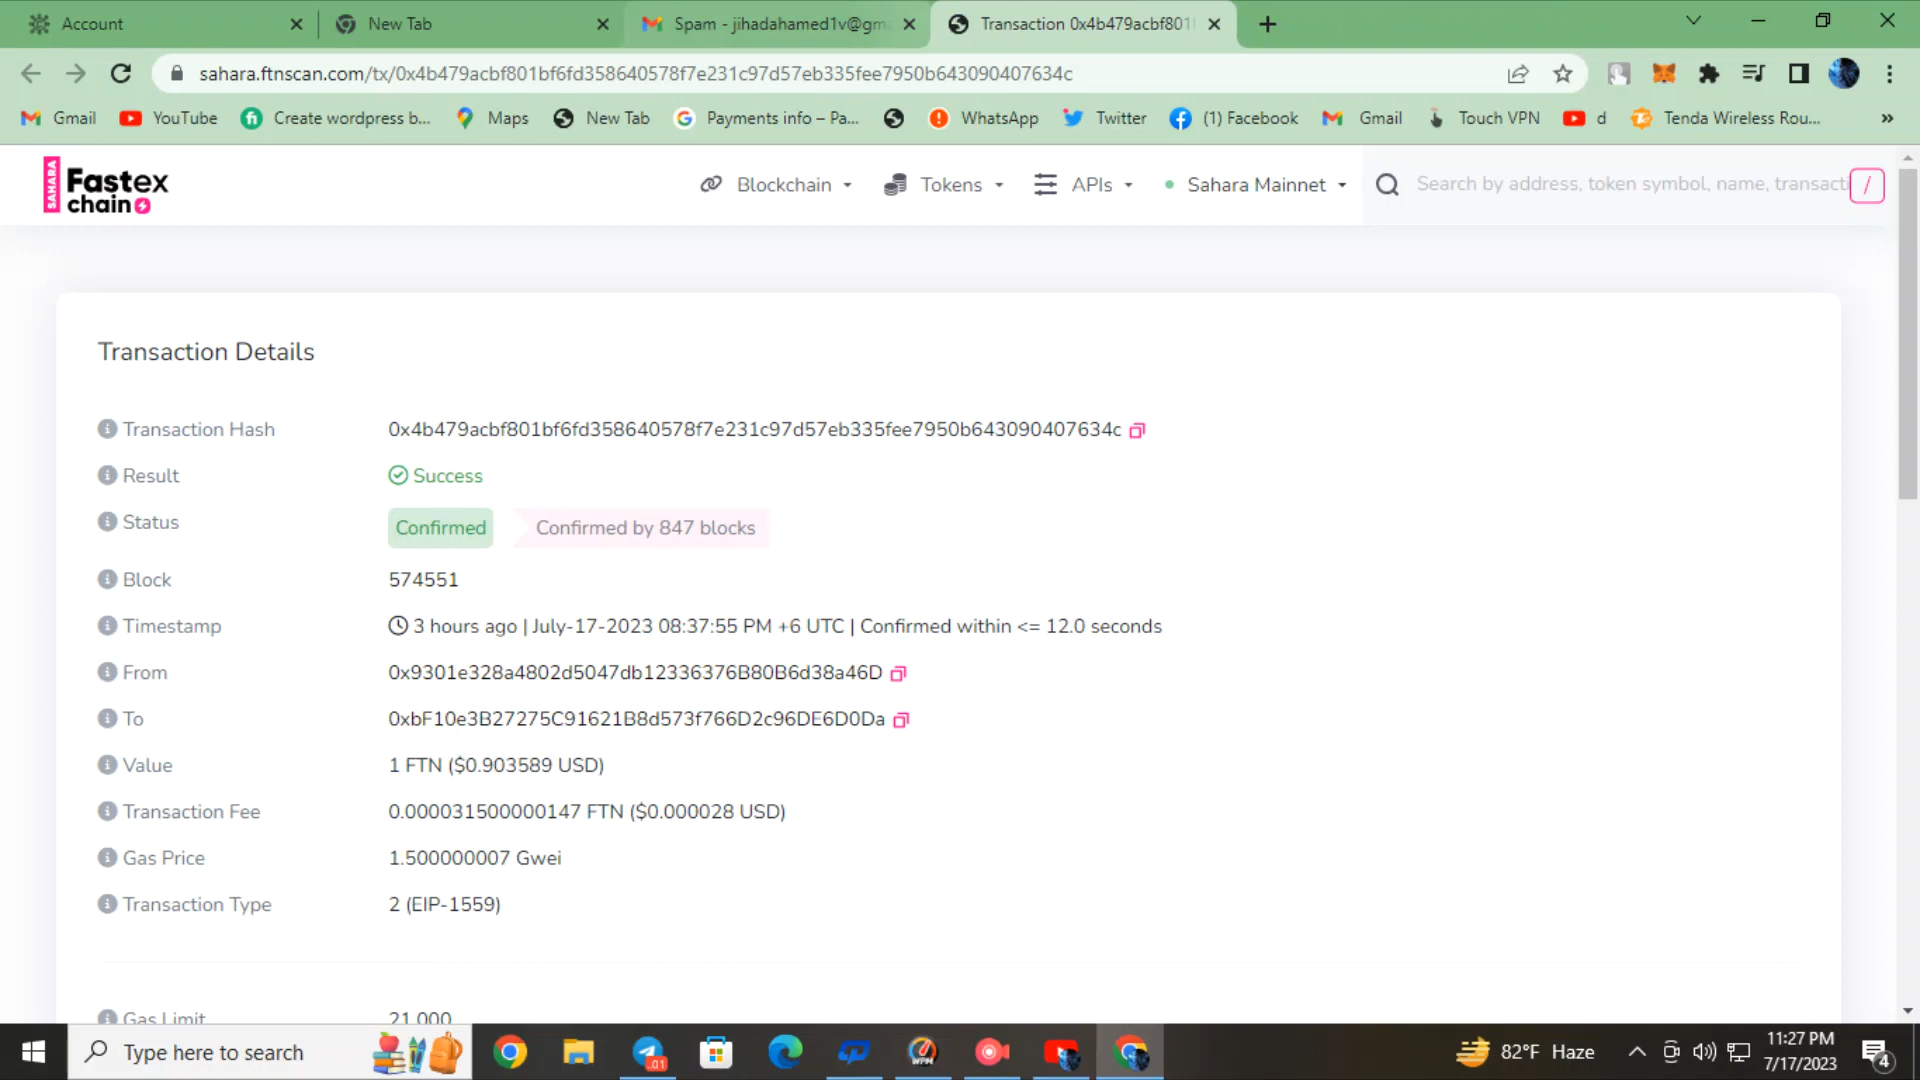 Account
New Tab
Spam - jihadahamed1v@gm
Transaction 0x4b479acbf801
sahara.ftnscan.com/tx/0x4b479acbf801bf6fd358640578f7e231c97d57eb335fee7950b643090407634c
Gmail
YouTube
Create wordpress b...
Maps
New Tab
Payments info – Pa...
WhatsApp
Twitter
(1) Facebook
Gmail
Touch VPN
d
Tenda Wireless Rou...
»
SAHARA
Fastex
chain
Blockchain
Tokens
APIs
Sahara Mainnet
Search by address, token symbol, name, transacti
/
Transaction Details
Transaction Hash
0x4b479acbf801bf6fd358640578f7e231c97d57eb335fee7950b643090407634c
Result
Success
Status
Confirmed
Confirmed by 847 blocks
Block
574551
Timestamp
3 hours ago | July-17-2023 08:37:55 PM +6 UTC | Confirmed within <= 12.0 seconds
From
0x9301e328a4802d5047db12336376B80B6d38a46D
To
0xbF10e3B27275C91621B8d573f766D2c96DE6D0Da
Value
1 FTN ($0.903589 USD)
Transaction Fee
0.000031500000147 FTN ($0.000028 USD)
Gas Price
1.500000007 Gwei
Transaction Type
2 (EIP-1559)
Gas Limit
21,000
Type here to search
82°F Haze
11:27 PM
7/17/2023
4